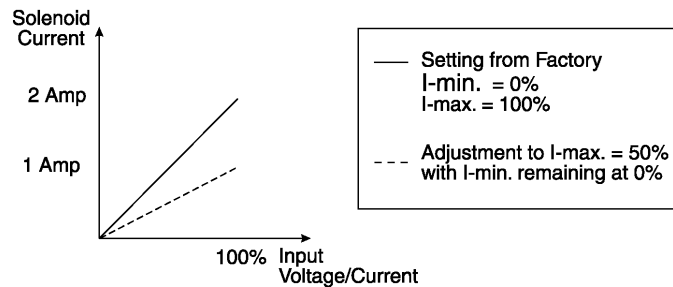 Solenoid
Current
2 Amp
1 Amp
100% Input
Voltage/Current
Setting from Factory
I-min. = 0%
I-max. = 100%
Adjustment to I-max. = 50%
with I-min. remaining at 0%